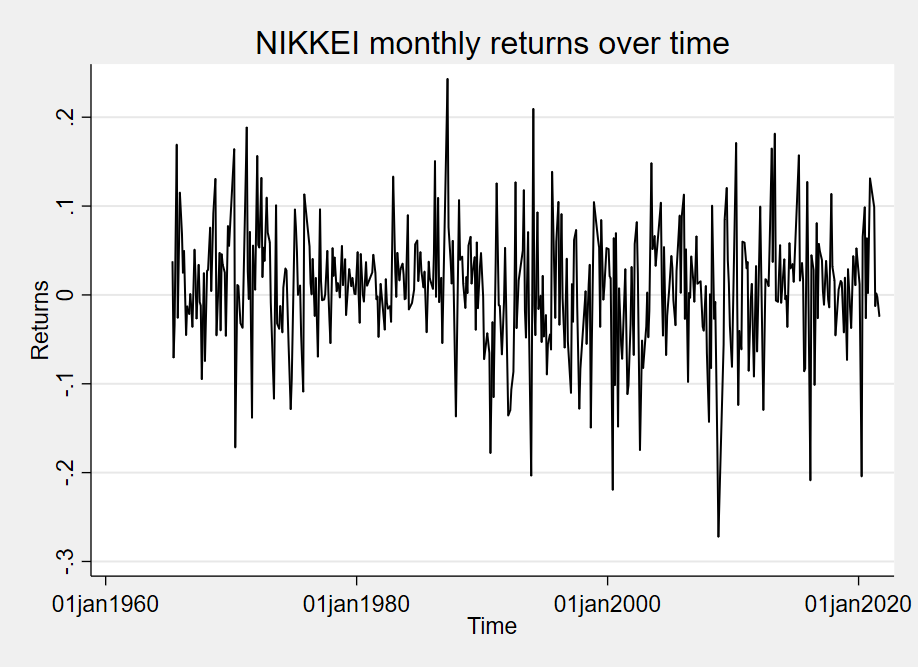 NIKKEI monthly returns over time
Returns
.2
.1
0
-.1
-.2
-.3
01jan1960 01jan1980 01jan2000 01jan2020
Time